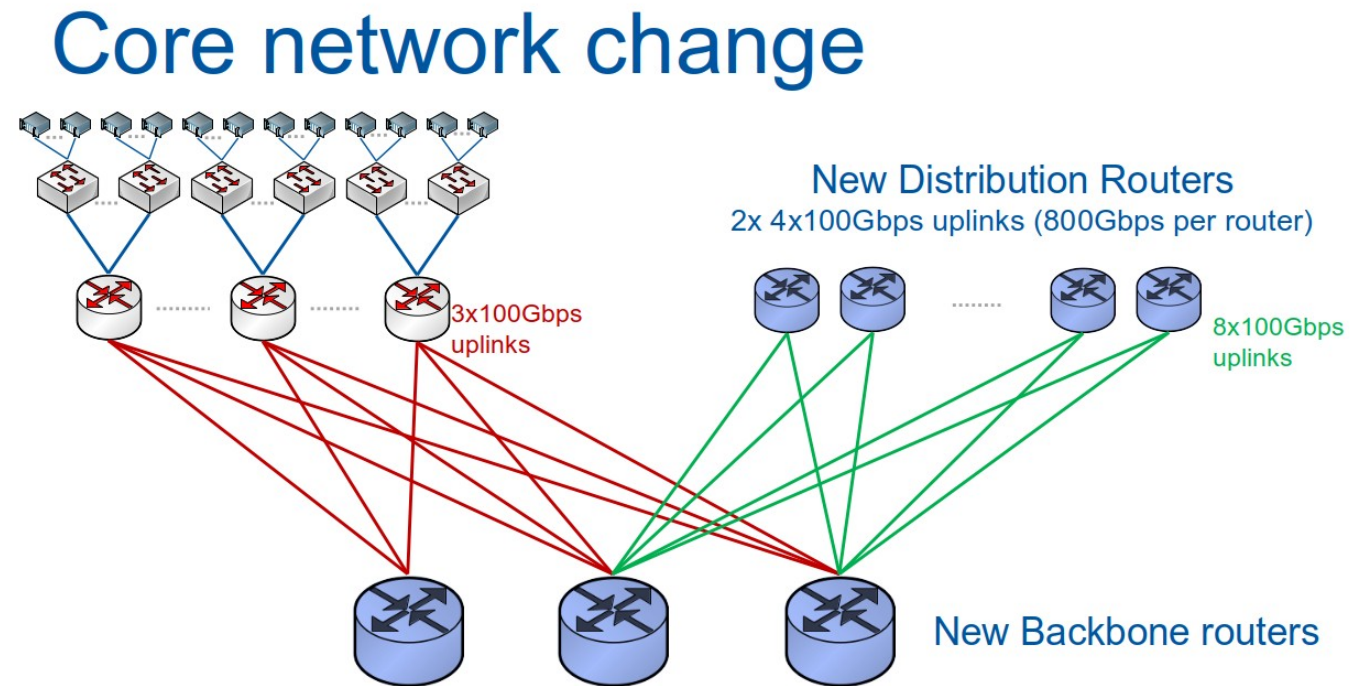 Core network change
New Distribution Routers
2x 4x100Gbps uplinks (800Gbps per router)
3x100Gbps
uplinks
8x100Gbps
uplinks
New Backbone routers